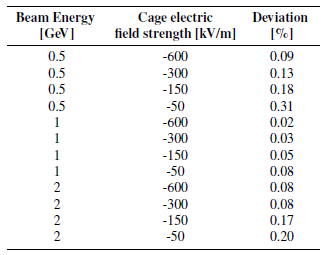 Beam Energy Cage electric Deviation
[GeV] field strength [kV/m] [%]
0.5 -600 0.09
0.5 -300 0.13
0.5 -150 0.18
0.5 -50 0.31
1 -600 0.02
1 -300 0.03
1 -150 0.05
1 -50 0.08
2 -600 0.08
2 -300 0.08
2 -150 0.17
2 -50 0.20